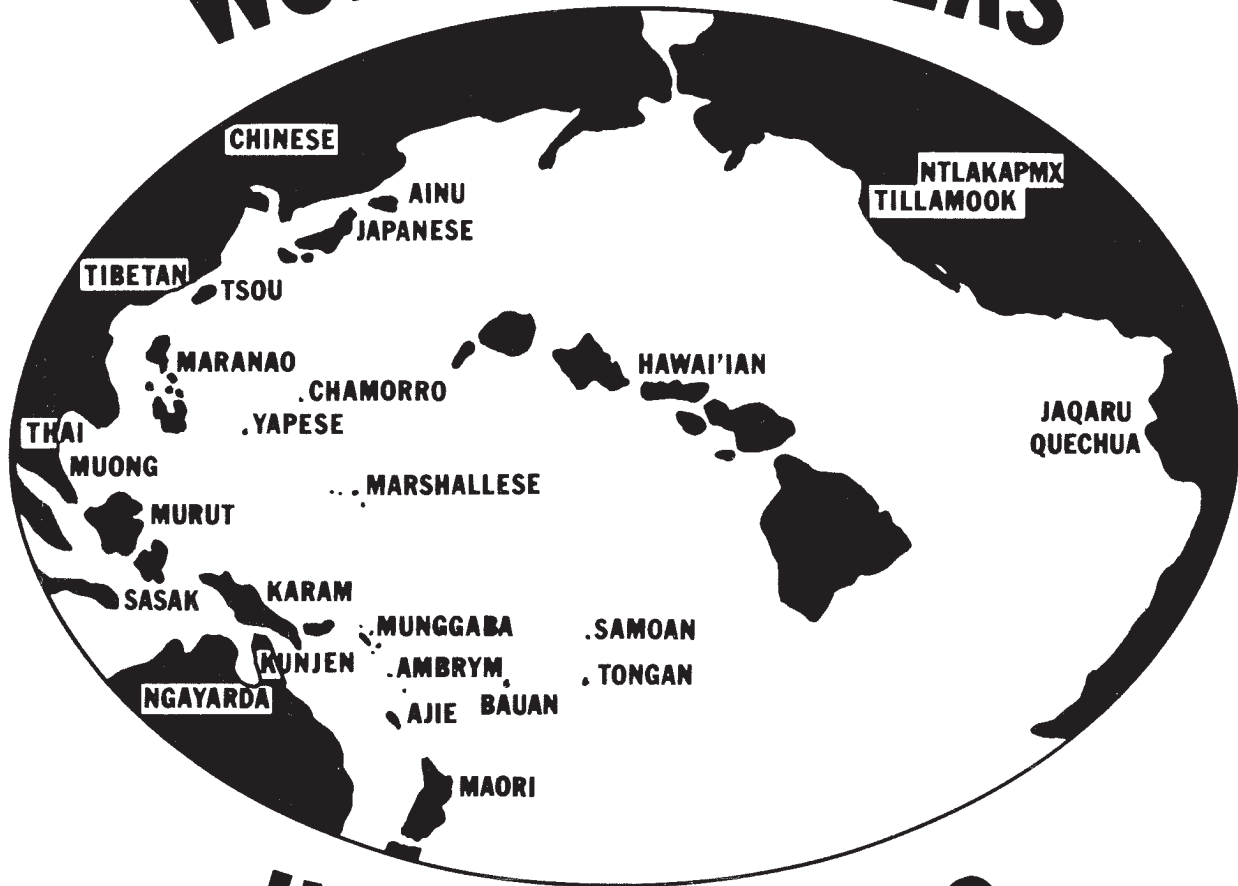 CHINESE
NTLAKAPMX
AINU
TILLAMOOK
JAPANESE
TIBETAN
TSOU
MARANAO
HAWAI'IAN
CHAMORRO
JAQARU
YAPESE
THAI
QUECHUA
MUONG
MARSHALLESE
MURUT
KARAM
SASAK
MUNGGABA
SAMOAN
KUNJEN
AMBRYM
TONGAN
NGAYARDA
BAUAN
AJIE
MAORI